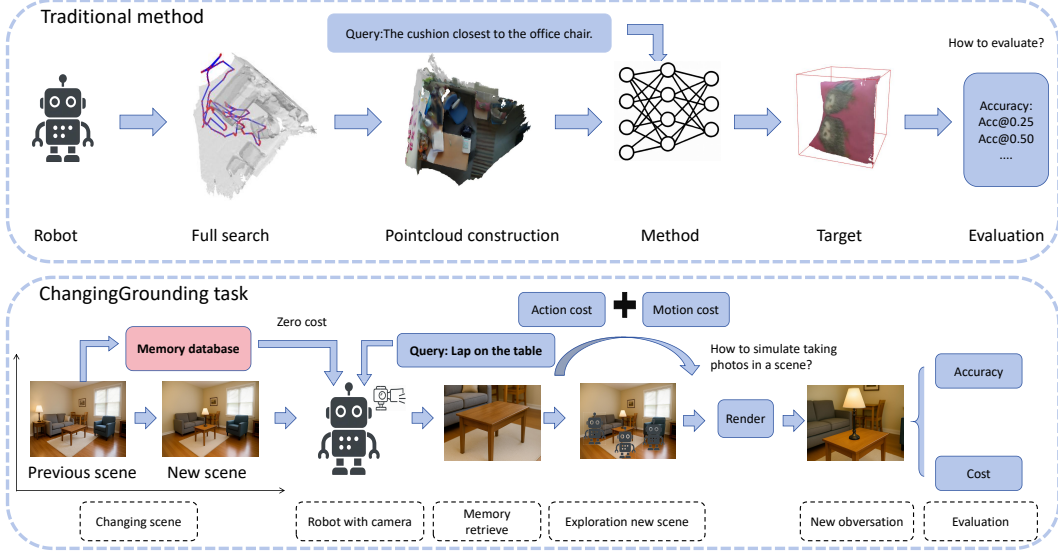 Traditional method
Query:The cushion closest to the office chair.
How to evaluate?
Accuracy:
Acc@0.25
Acc@0.50
....
Robot
Full search
Pointcloud construction
Method
Target
Evaluation
ChangingGrounding task
Action cost
Motion cost
Zero cost
Memory database
Query: Lap on the table
How to simulate taking
photos in a scene?
Accuracy
Render
Previous scene
New scene
Cost
Changing scene
Robot with camera
Memory
retrieve
Exploration new scene
New obversation
Evaluation